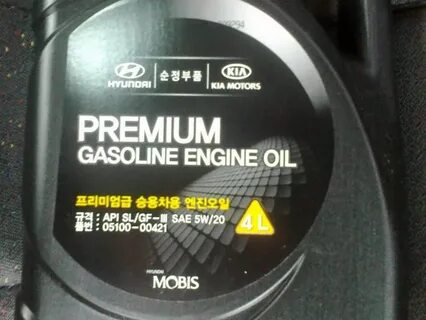 HYUNDAI 순정부품 KIA KIA MOTORS
PREMIUM
GASOLINE ENGINE OIL
프리미엄급 승용차용 엔진오일
규격 : API SL/GF-Ⅲ SAE 5W/20
품번 : 05100-00421
4 L
HYUNDAI
MOBIS